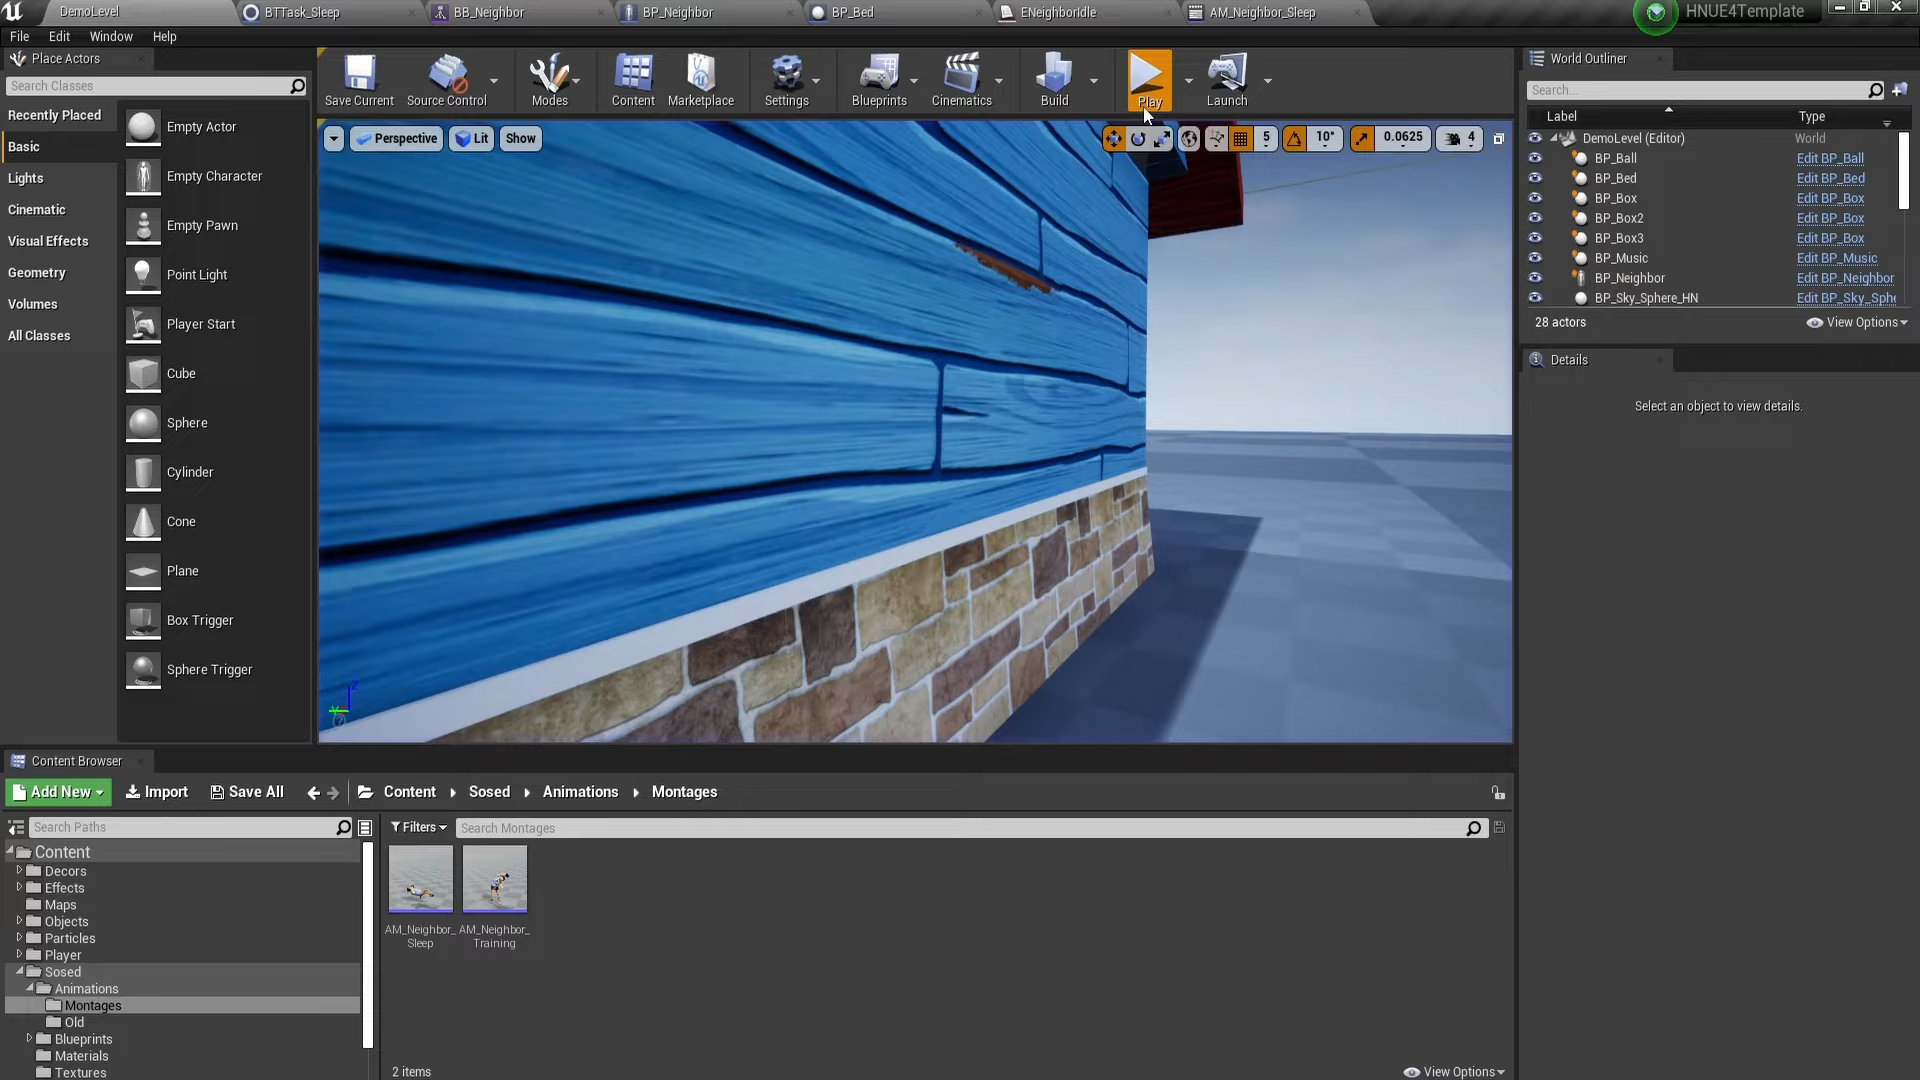 DemoLevel
BTTask_Sleep
BB_Neighbor
BP_Neighbor
BP_Bed
ENeighborIdle
AM_Neighbor_Sleep
HNUE4Template
File
Edit
Window
Help
Place Actors
Search Classes
Recently Placed
Basic
Lights
Cinematic
Visual Effects
Geometry
Volumes
All Classes
Empty Actor
Empty Character
Empty Pawn
Point Light
Player Start
Cube
Sphere
Cylinder
Cone
Plane
Box Trigger
Sphere Trigger
Save Current
Source Control
Modes
Content
Marketplace
Settings
Blueprints
Cinematics
Build
Play
Launch
Perspective
Lit
Show
5
10°
0.0625
4
World Outliner
Search...
Label
Type
DemoLevel (Editor)
World
BP_Ball
Edit BP_Ball
BP_Bed
Edit BP_Bed
BP_Box
Edit BP_Box
BP_Box2
Edit BP_Box
BP_Box3
Edit BP_Box
BP_Music
Edit BP_Music
BP_Neighbor
Edit BP_Neighbor
BP_Sky_Sphere_HN
Edit BP_Sky_Sphe
28 actors
View Options
Details
Select an object to view details.
Content Browser
Add New
Import
Save All
Content
Sosed
Animations
Montages
Search Paths
Filters
Search Montages
Content
Decors
Effects
Maps
Objects
Particles
Player
Sosed
Animations
Montages
Old
Blueprints
Materials
Textures
AM_Neighbor_
Sleep
AM_Neighbor_
Training
2 items
View Options